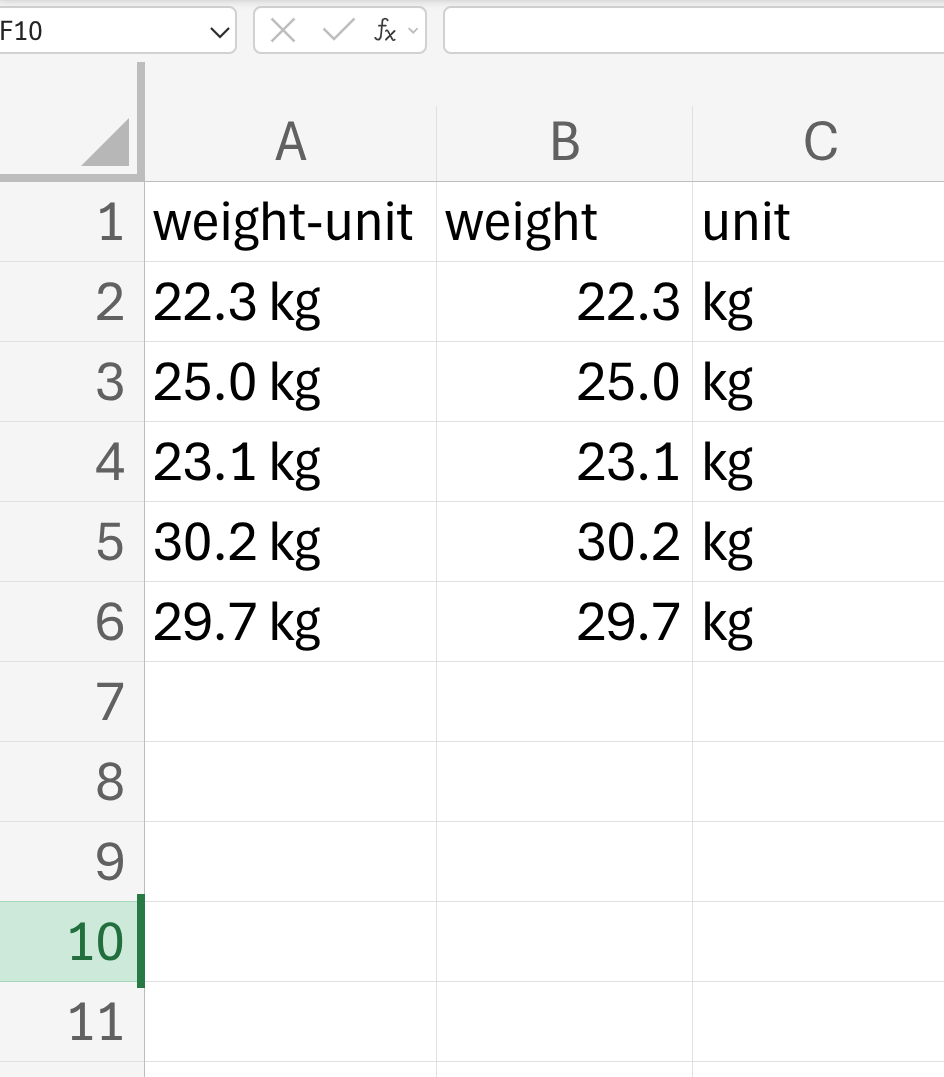 F10 fx
A B C
1 weight-unit weight unit
2 22.3 kg 22.3 kg
3 25.0 kg 25.0 kg
4 23.1 kg 23.1 kg
5 30.2 kg 30.2 kg
6 29.7 kg 29.7 kg
7
8
9
10
11